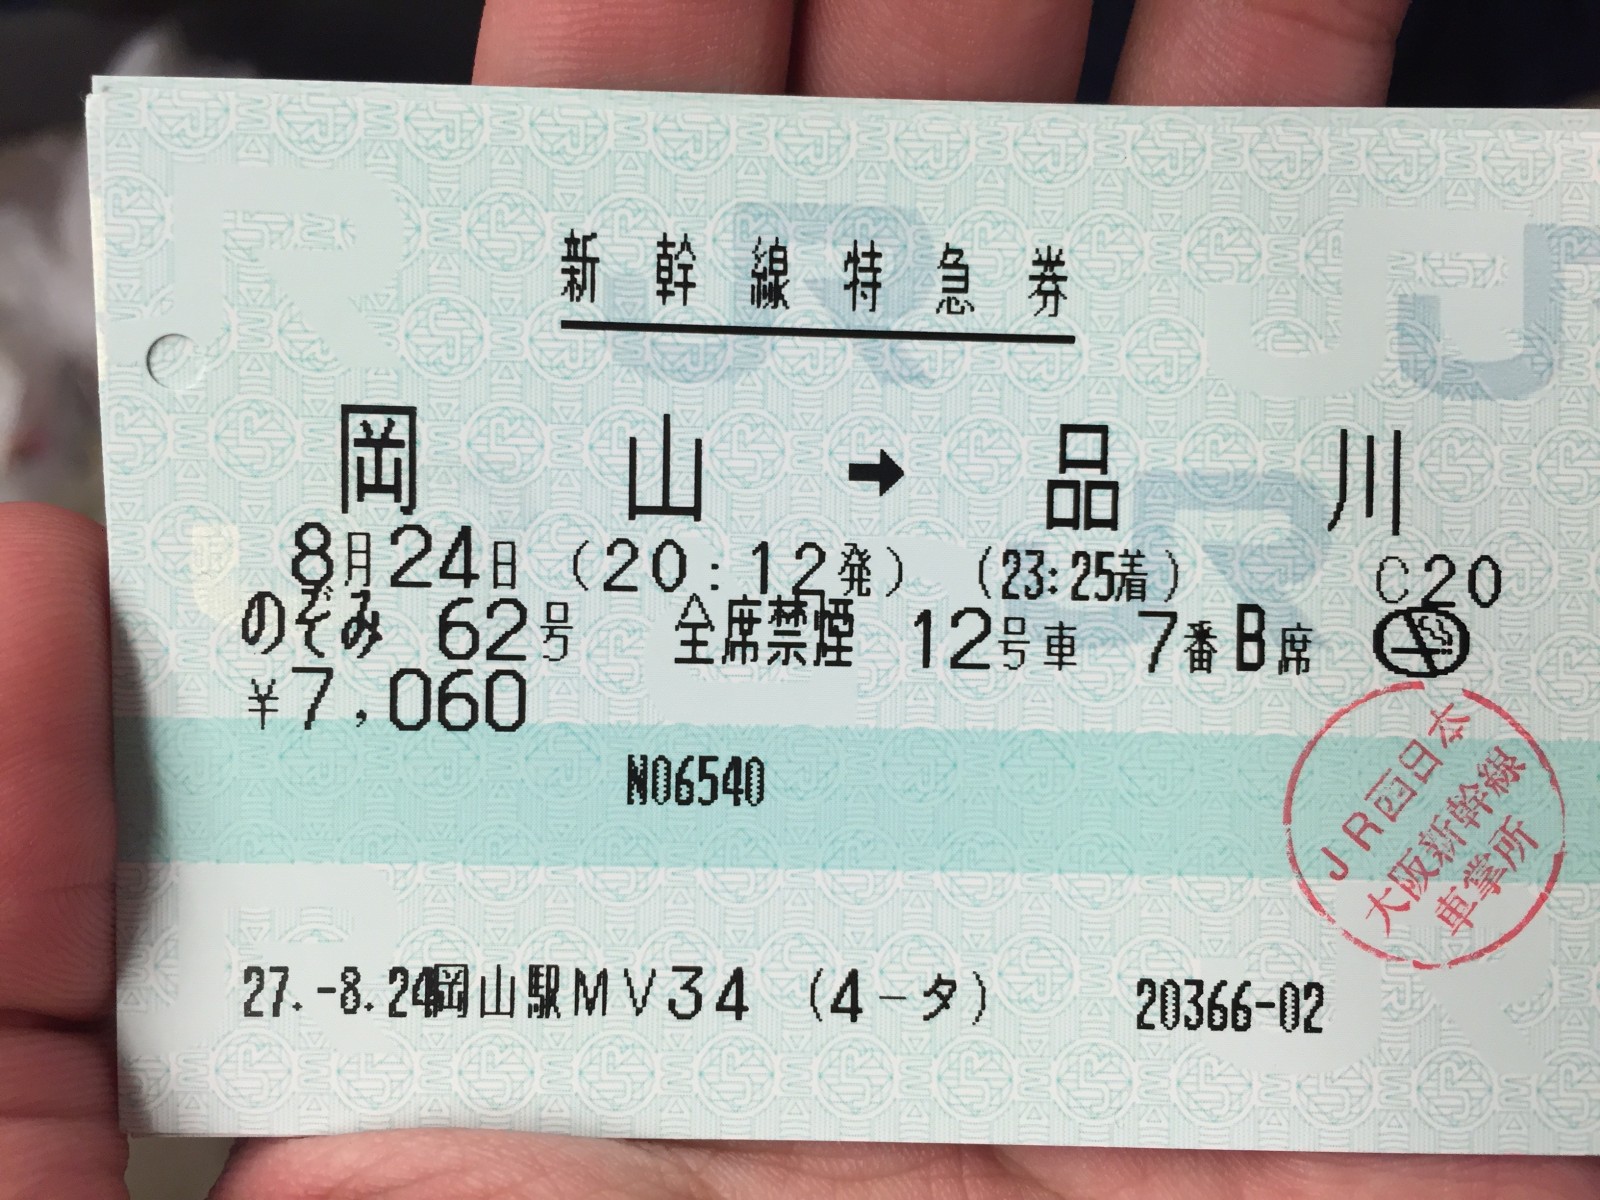 新幹線特急券
岡山→品川
8月24日 (20:12発) (23:25着) C20
のぞみ 62号 全席禁煙 12号車 7番B席
¥7,060
N06540
JR西日本
大阪新幹線
車掌所
27.-8.24岡山駅MV34 (4-タ) 20366-02